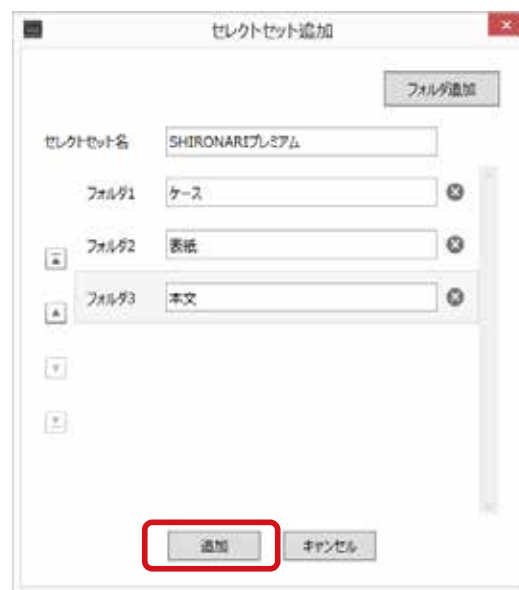 セレクトセット追加
フォルダ追加
セレクトセット名 SHIRONARIプレミアム
フォルダ1 ケース
フォルダ2 表紙
フォルダ3 本文
追加 キャンセル